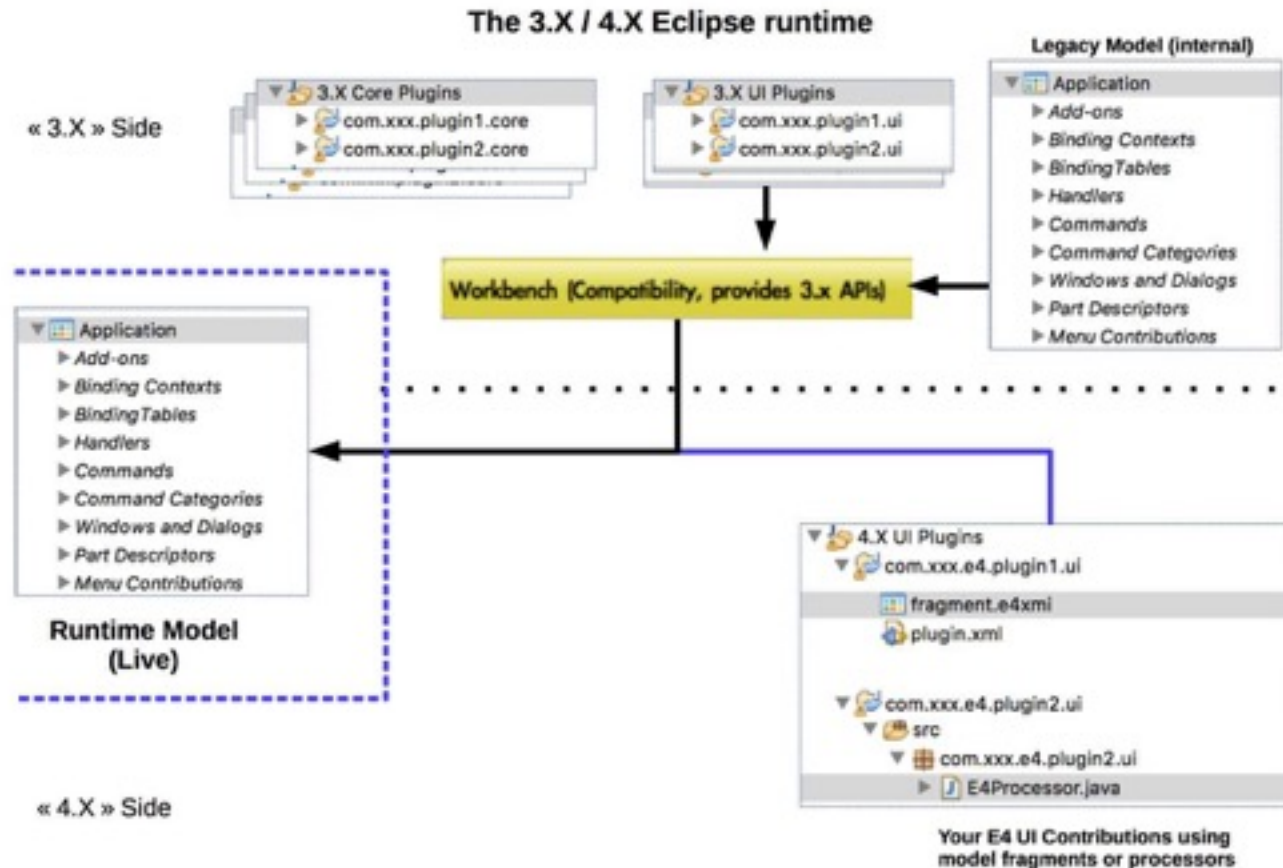 The 3.X / 4.X Eclipse runtime
Legacy Model (internal)
« 3.X » Side
3.X Core Plugins
com.xxx.plugin1.core
com.xxx.plugin2.core
3.X UI Plugins
com.xxx.plugin1.ui
com.xxx.plugin2.ui
Application
Add-ons
Binding Contexts
BindingTables
Handlers
Commands
Command Categories
Windows and Dialogs
Part Descriptors
Menu Contributions
Workbench (Compatibility, provides 3.x APIs)
Application
Add-ons
Binding Contexts
BindingTables
Handlers
Commands
Command Categories
Windows and Dialogs
Part Descriptors
Menu Contributions
Runtime Model
(Live)
4.X UI Plugins
com.xxx.e4.plugin1.ui
fragment.e4xmi
plugin.xml
com.xxx.e4.plugin2.ui
src
com.xxx.e4.plugin2.ui
E4Processor.java
« 4.X » Side
Your E4 UI Contributions using
model fragments or processors